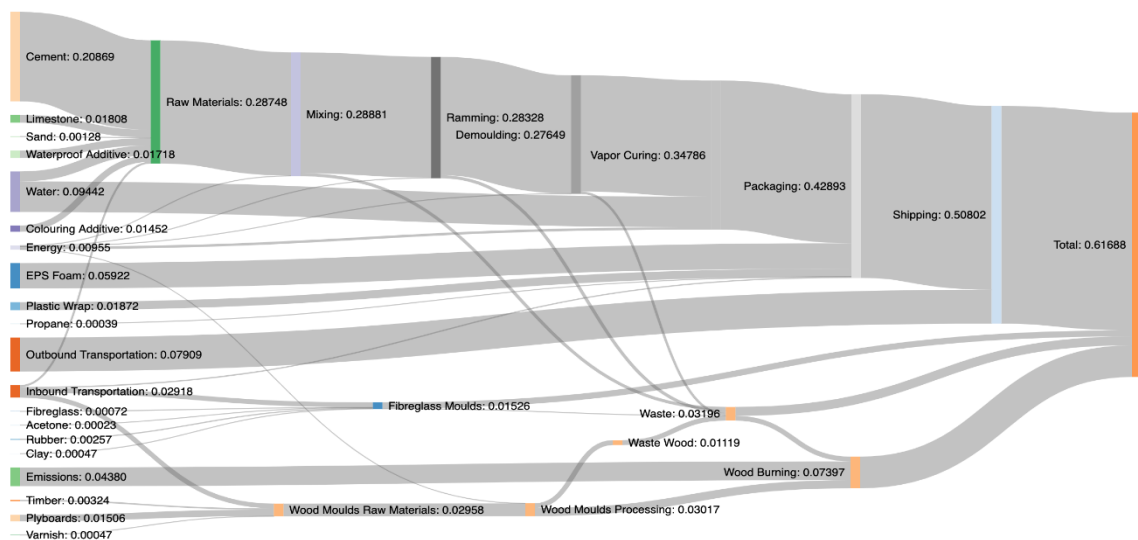 Cement: 0.20869
Raw Materials: 0.28748
Mixing: 0.28881
Ramming: 0.28328
Demoulding: 0.27649
Limestone: 0.01808
Sand: 0.00128
Waterproof Additive: 0.01718
Vapor Curing: 0.34786
Packaging: 0.42893
Water: 0.09442
Shipping: 0.50802
Colouring Additive: 0.01452
Energy: 0.00955
Total: 0.61688
EPS Foam: 0.05922
Plastic Wrap: 0.01872
Propane: 0.00039
Outbound Transportation: 0.07909
Inbound Transportation: 0.02918
Fibreglass Moulds: 0.01526
Fibreglass: 0.00072
Waste: 0.03196
Acetone: 0.00023
Rubber: 0.00257
Waste Wood: 0.01119
Clay: 0.00047
Emissions: 0.04380
Wood Burning: 0.07397
Timber: 0.00324
Wood Moulds Raw Materials: 0.02958
Wood Moulds Processing: 0.03017
Plyboards: 0.01506
Varnish: 0.00047